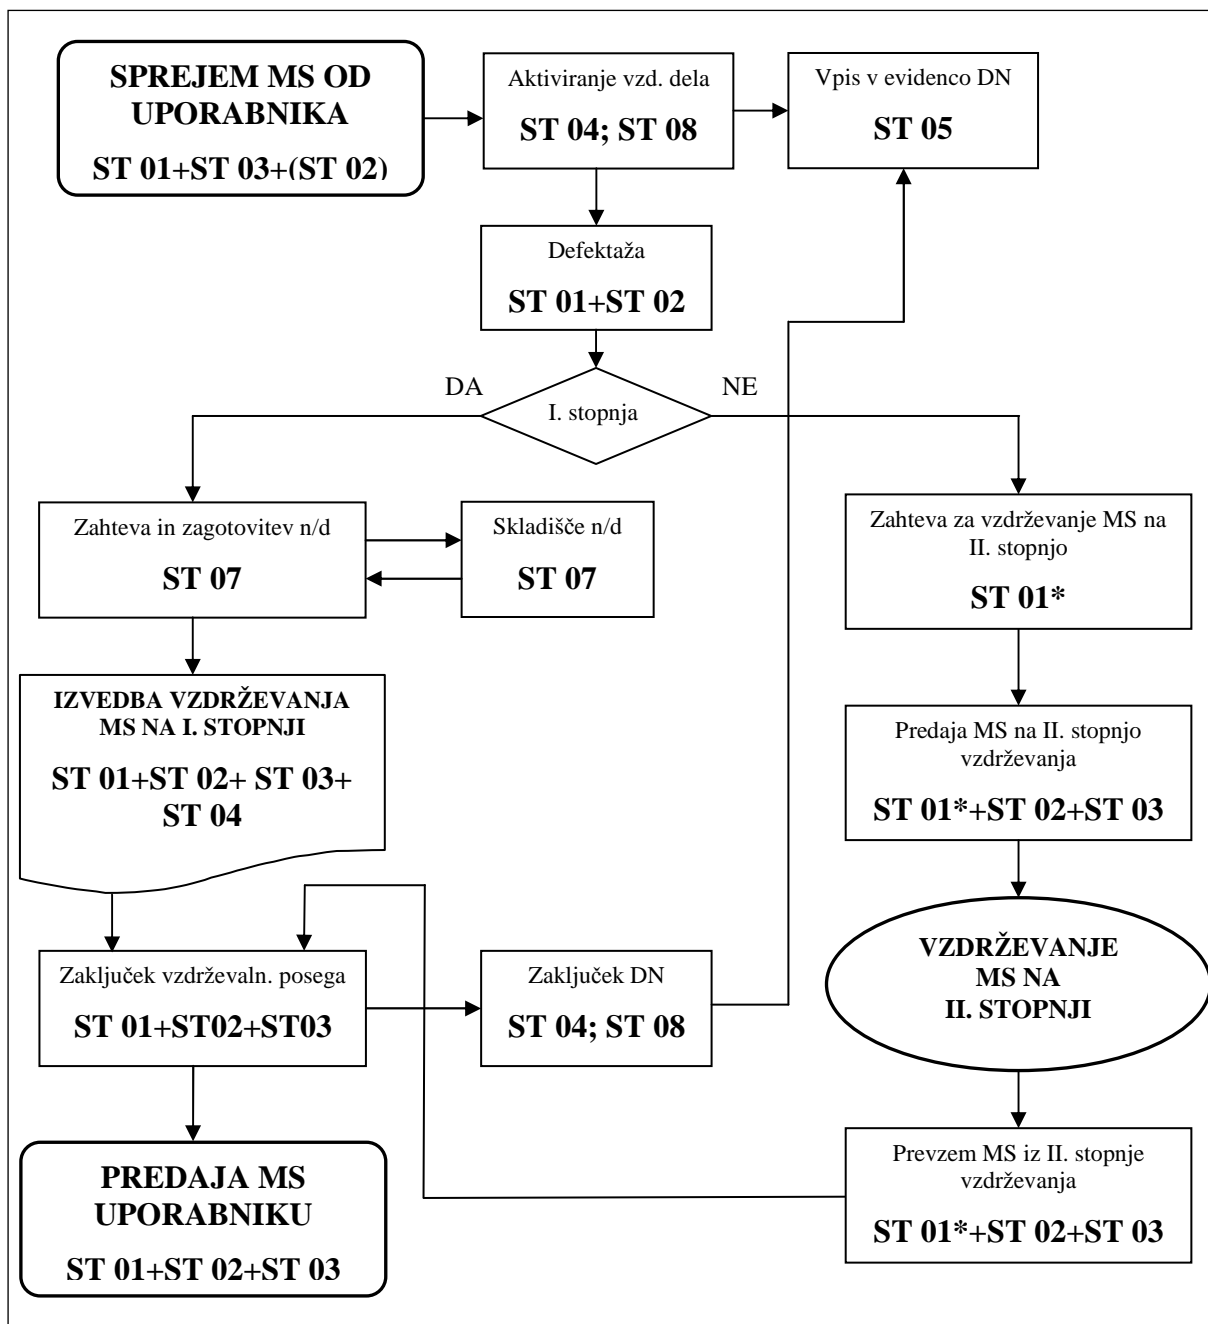 SPREJEM MS OD
UPORABNIKA
ST 01+ST 03+(ST 02)
Aktiviranje vzd. dela
ST 04; ST 08
Vpis v evidenco DN
ST 05
Defektaža
ST 01+ST 02
DA
NE
I. stopnja
Zahteva in zagotovitev n/d
ST 07
Skladišče n/d
ST 07
Zahteva za vzdrževanje MS na
II. stopnjo
ST 01*
IZVEDBA VZDRŽEVANJA
MS NA I. STOPNJI
ST 01+ST 02+ ST 03+
ST 04
Predaja MS na II. stopnjo
vzdrževanja
ST 01*+ST 02+ST 03
VZDRŽEVANJE
MS NA
II. STOPNJI
Zaključek vzdrževaln. posega
ST 01+ST02+ST03
Zaključek DN
ST 04; ST 08
Prevzem MS iz II. stopnje
vzdrževanja
ST 01*+ST 02+ST 03
PREDAJA MS
UPORABNIKU
ST 01+ST 02+ST 03